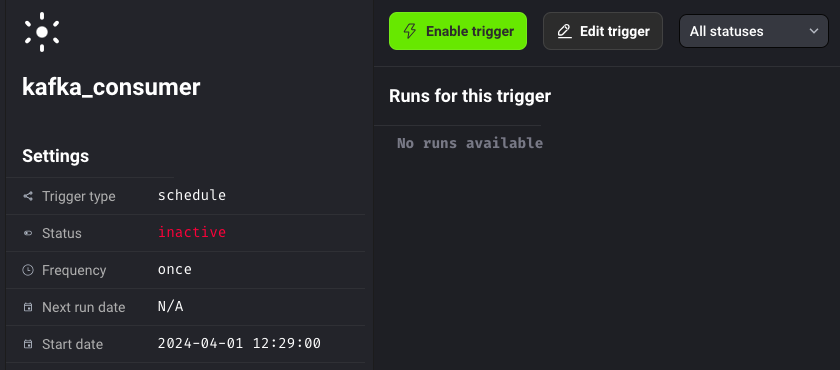 kafka_consumer
Settings
Trigger type schedule
Status inactive
Frequency once
Next run date N/A
Start date 2024-04-01 12:29:00
Enable trigger Edit trigger All statuses
Runs for this trigger
No runs available